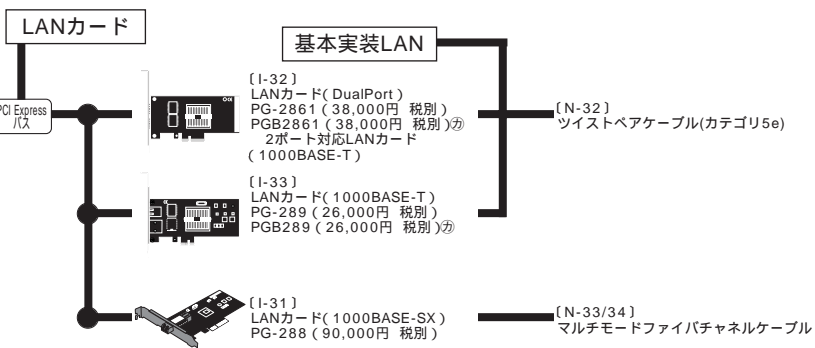 LANカード
基本実装LAN
PCI Express
バス
〔I-32〕
LANカード(DualPort)
PG-2861(38,000円 税別)
PGB2861(38,000円 税別)㋕
2ポート対応LANカード
(1000BASE-T)
〔N-32〕
ツイストペアケーブル(カテゴリ5e)
〔I-33〕
LANカード(1000BASE-T)
PG-289(26,000円 税別)
PGB289(26,000円 税別)㋕
〔I-31〕
LANカード(1000BASE-SX)
PG-288(90,000円 税別)
〔N-33/34〕
マルチモードファイバチャネルケーブル